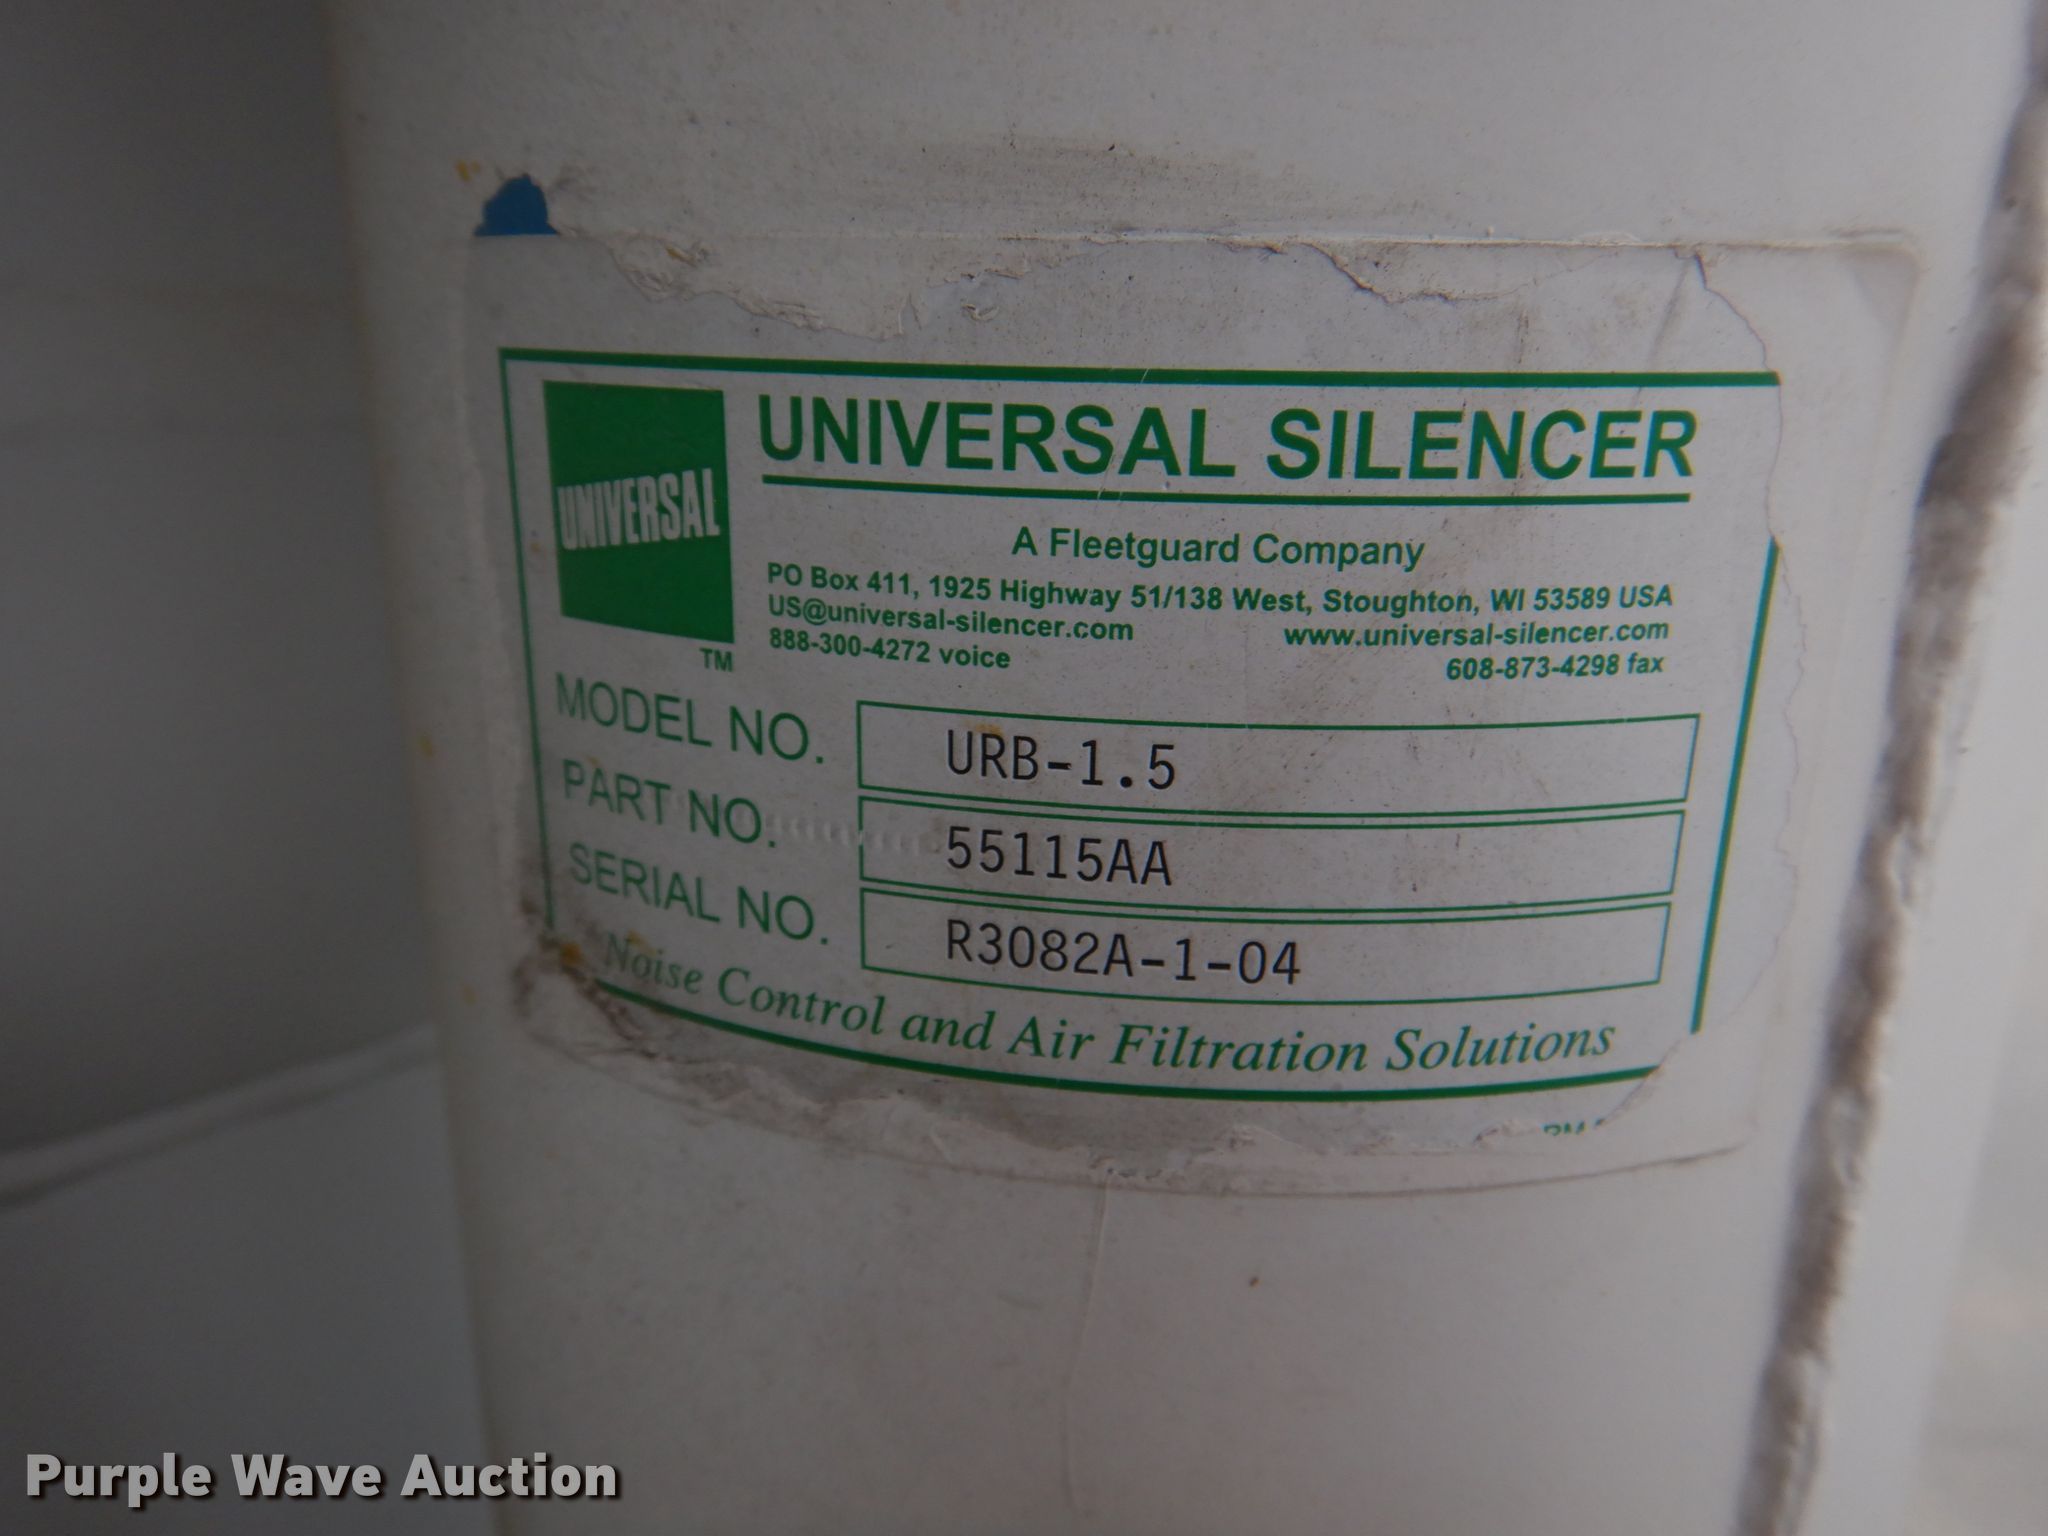 UNIVERSAL
TM
UNIVERSAL SILENCER
A Fleetguard Company
PO Box 411, 1925 Highway 51/138 West, Stoughton, WI 53589 USA
US@universal-silencer.com www.universal-silencer.com
888-300-4272 voice 608-873-4298 fax
MODEL NO. URB-1.5
PART NO. 55115AA
SERIAL NO. R3082A-1-04
Noise Control and Air Filtration Solutions
Purple Wave Auction